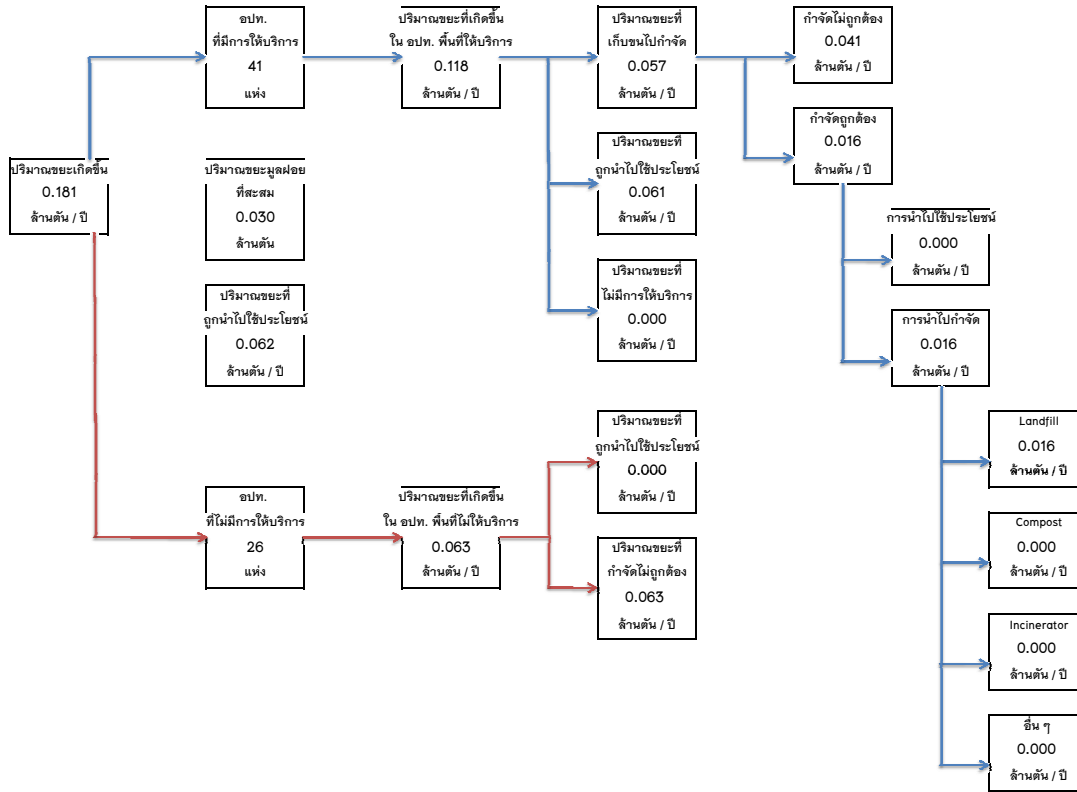 อปท.
ที่มีการให้บริการ
41
แห่ง
ปริมาณขยะที่เกิดขึ้น
ใน อปท. พื้นที่ให้บริการ
0.118
ล้านตัน / ปี
ปริมาณขยะที่
เก็บขนไปกำจัด
0.057
ล้านตัน / ปี
กำจัดไม่ถูกต้อง
0.041
ล้านตัน / ปี
กำจัดถูกต้อง
0.016
ล้านตัน / ปี
ปริมาณขยะเกิดขึ้น
0.181
ล้านตัน / ปี
ปริมาณขยะมูลฝอย
ที่สะสม
0.030
ล้านตัน
ปริมาณขยะที่
ถูกนำไปใช้ประโยชน์
0.061
ล้านตัน / ปี
การนำไปใช้ประโยชน์
0.000
ล้านตัน / ปี
ปริมาณขยะที่
ถูกนำไปใช้ประโยชน์
0.062
ล้านตัน / ปี
ปริมาณขยะที่
ไม่มีการให้บริการ
0.000
ล้านตัน / ปี
การนำไปกำจัด
0.016
ล้านตัน / ปี
ปริมาณขยะที่
ถูกนำไปใช้ประโยชน์
0.000
ล้านตัน / ปี
Landfill
0.016
ล้านตัน / ปี
อปท.
ที่ไม่มีการให้บริการ
26
แห่ง
ปริมาณขยะที่เกิดขึ้น
ใน อปท. พื้นที่ไม่ให้บริการ
0.063
ล้านตัน / ปี
ปริมาณขยะที่
กำจัดไม่ถูกต้อง
0.063
ล้านตัน / ปี
Compost
0.000
ล้านตัน / ปี
Incinerator
0.000
ล้านตัน / ปี
อื่น ๆ
0.000
ล้านตัน / ปี